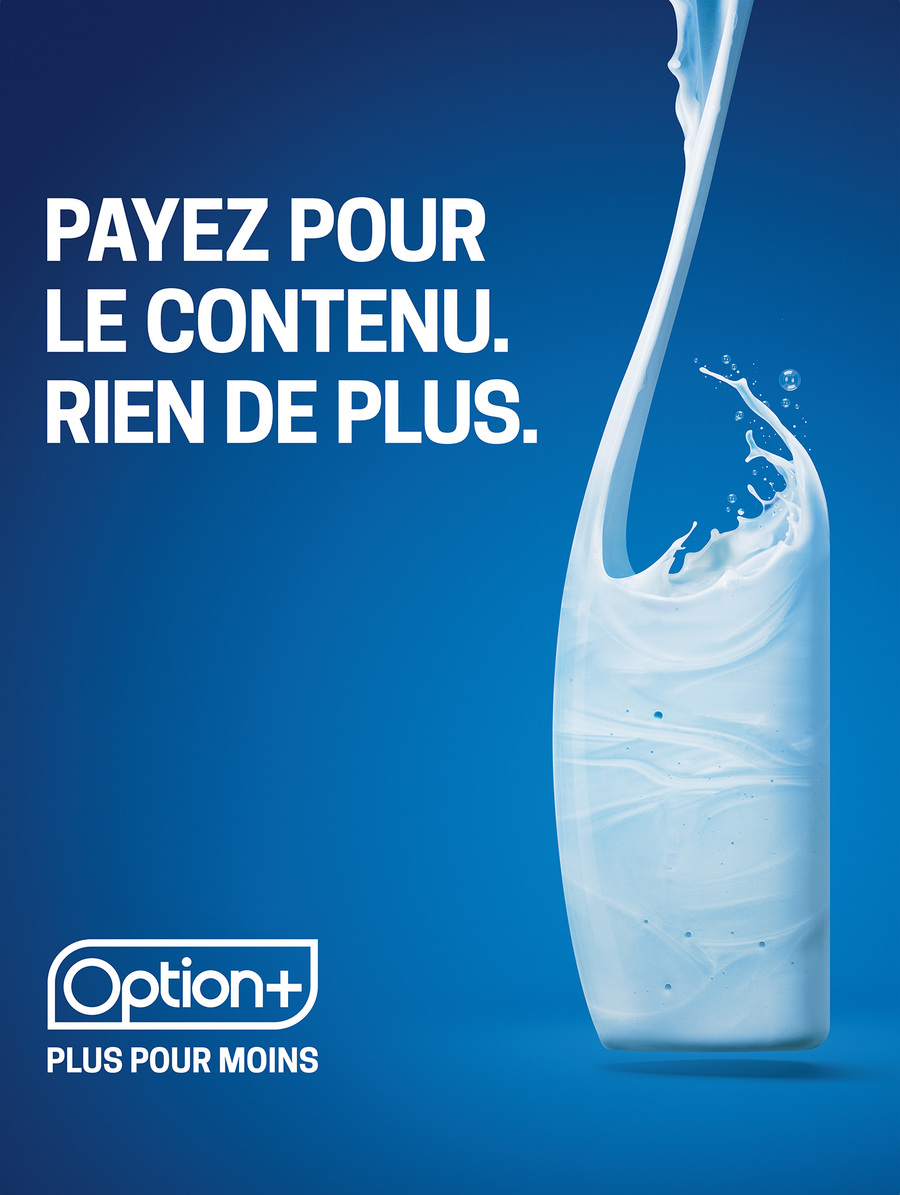 PAYEZ POUR
LE CONTENU.
RIEN DE PLUS.
Option+
PLUS POUR MOINS